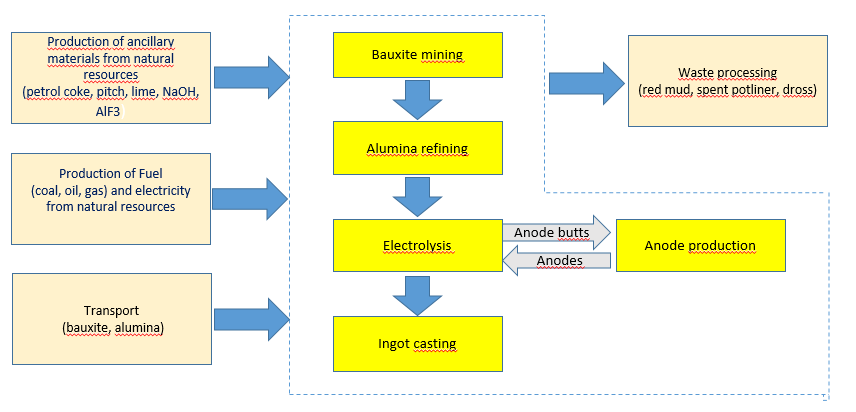 Production of ancillary
materials from natural
resources
(petrol coke, pitch, lime, NaOH,
AlF3
Bauxite mining
Waste processing
(red mud, spent potliner, dross)
Alumina refining
Production of Fuel
(coal, oil, gas) and electricity
from natural resources
Electrolysis
Anode butts
Anodes
Anode production
Transport
(bauxite, alumina)
Ingot casting